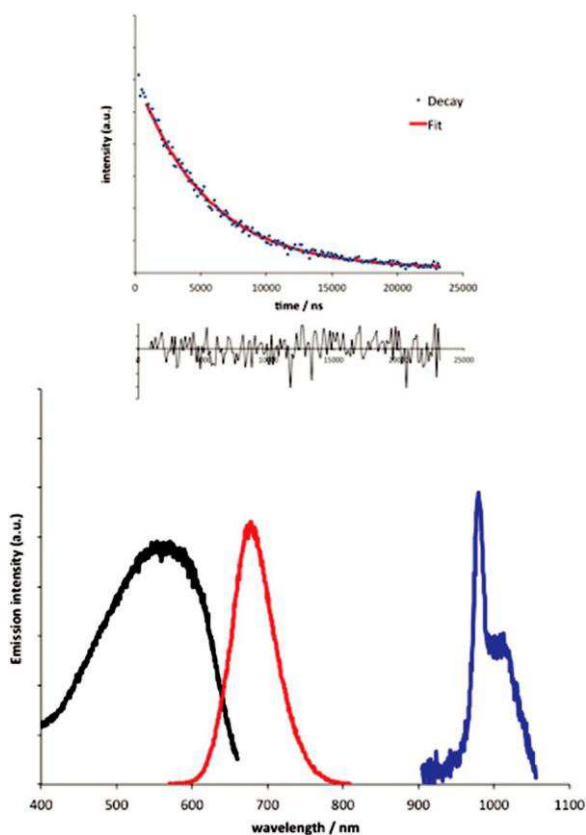 intensity (a.u.)
Decay
Fit
0 5000 10000 15000 20000 25000
time / ns
25000
Emission intensity (a.u.)
400 500 600 700 800 900 1000 1100
wavelength / nm